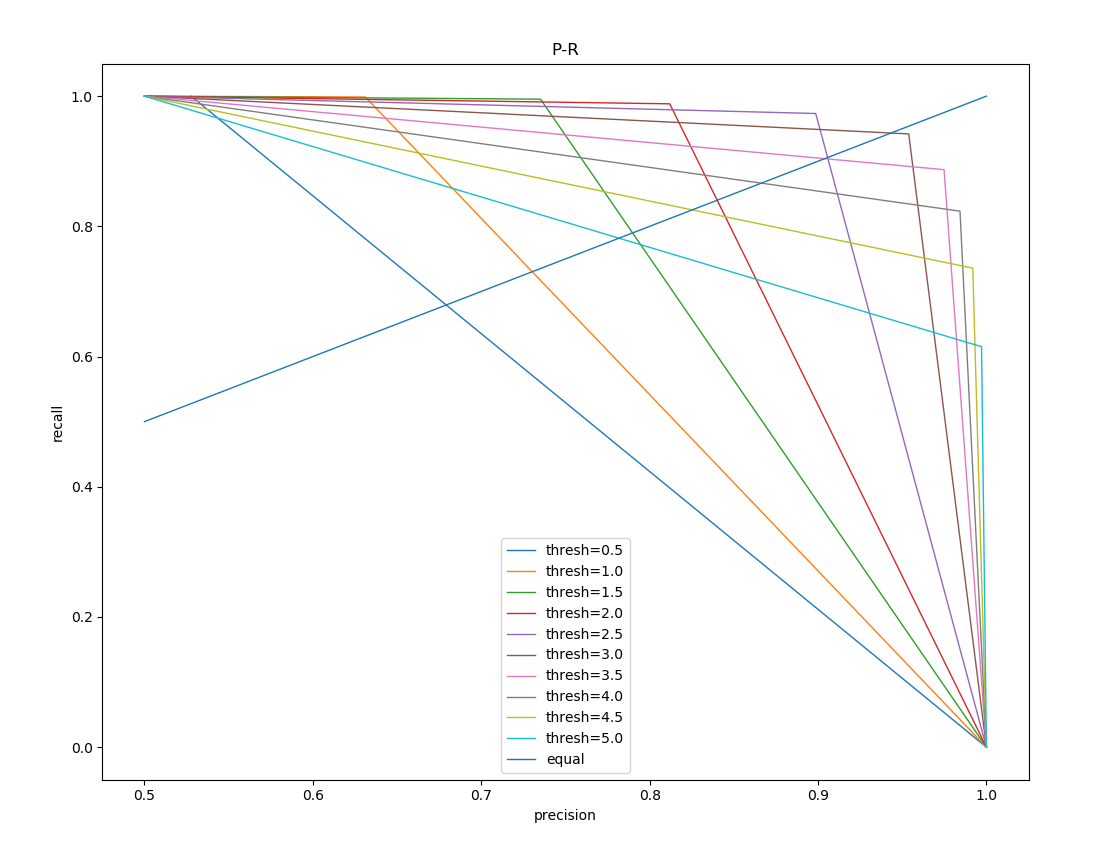 P-R
1.0
0.8
0.6
0.4
0.2
0.0
recall
thresh=0.5
thresh=1.0
thresh=1.5
thresh=2.0
thresh=2.5
thresh=3.0
thresh=3.5
thresh=4.0
thresh=4.5
thresh=5.0
equal
0.5 0.6 0.7 0.8 0.9 1.0
precision